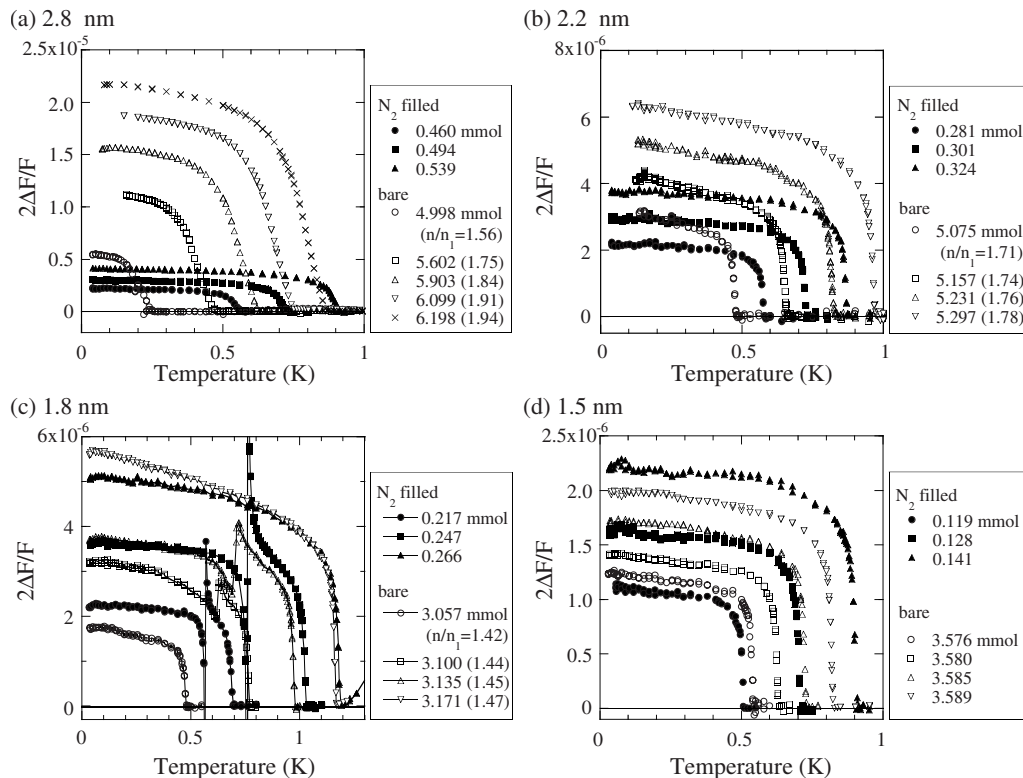 (a) 2.8 nm
2.5x10⁻⁵
2.0
1.5
1.0
0.5
0
2ΔF/F
0
0.5
1
Temperature (K)
N₂ filled
0.460 mmol
0.494
0.539
bare
4.998 mmol
(n/n₁=1.56)
5.602 (1.75)
5.903 (1.84)
6.099 (1.91)
6.198 (1.94)
(b) 2.2 nm
8x10⁻⁶
6
4
2
0
2ΔF/F
0
0.5
1
Temperature (K)
N₂ filled
0.281 mmol
0.301
0.324
bare
5.075 mmol
(n/n₁=1.71)
5.157 (1.74)
5.231 (1.76)
5.297 (1.78)
(c) 1.8 nm
6x10⁻⁶
4
2
0
2ΔF/F
0
0.5
1
Temperature (K)
N₂ filled
0.217 mmol
0.247
0.266
bare
3.057 mmol
(n/n₁=1.42)
3.100 (1.44)
3.135 (1.45)
3.171 (1.47)
(d) 1.5 nm
2.5x10⁻⁶
2.0
1.5
1.0
0.5
0
2ΔF/F
0
0.5
1
Temperature (K)
N₂ filled
0.119 mmol
0.128
0.141
bare
3.576 mmol
3.580
3.585
3.589